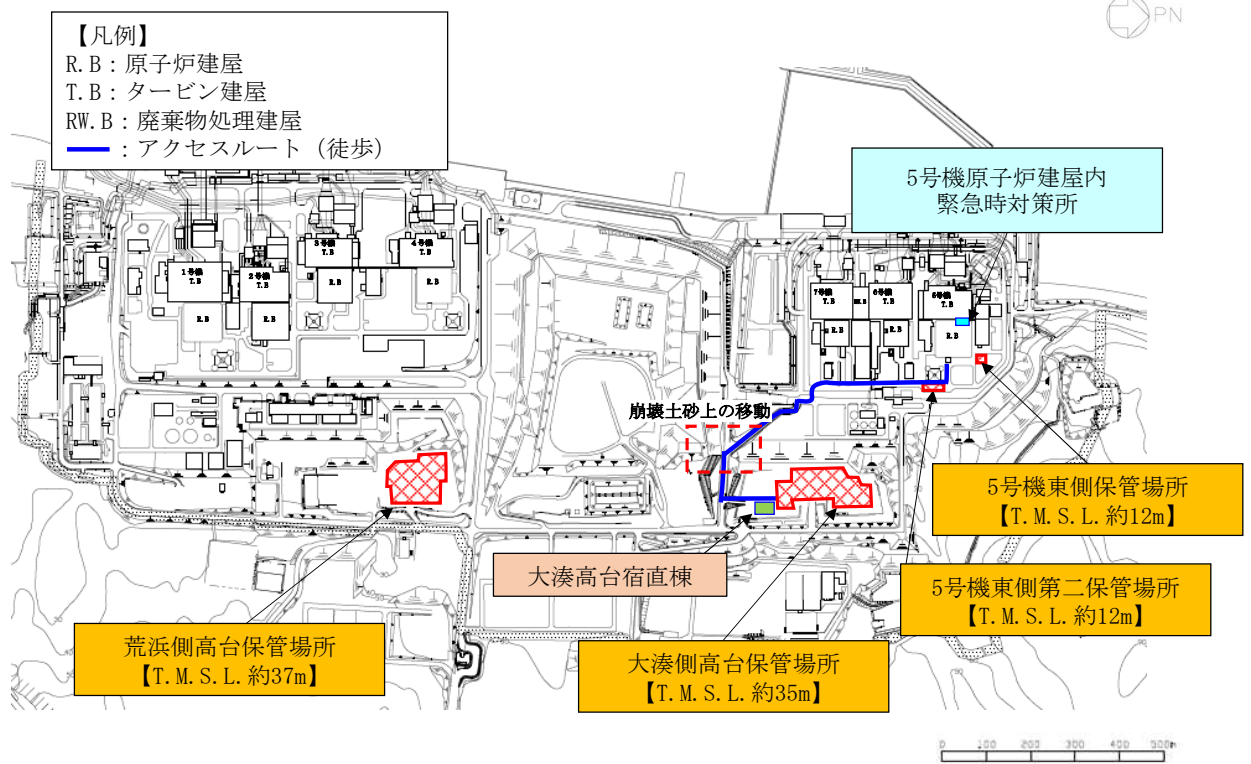 PN
【凡例】
R.B：原子炉建屋
T.B：タービン建屋
RW.B：廃棄物処理建屋
：アクセスルート（徒歩）
5号機原子炉建屋内
緊急時対策所
1号機
T.B
R.B
2号機
T.B
R.B
3号機
T.B
R.B
4号機
T.B
R.B
7号機
T.B
R.B
6号機
T.B
R.B
5号機
T.B
R.B
崩壊土砂上の移動
5号機東側保管場所
【T.M.S.L.約12m】
大湊高台宿直棟
5号機東側第二保管場所
【T.M.S.L.約12m】
荒浜側高台保管場所
【T.M.S.L.約37m】
大湊側高台保管場所
【T.M.S.L.約35m】
0 100 200 300 400 500m